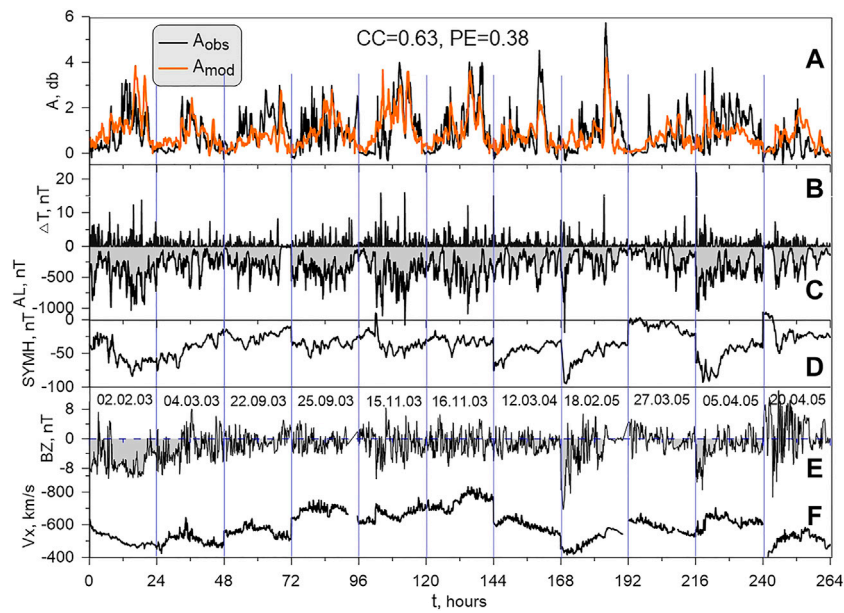 CC=0.63, PE=0.38
A
Aobs
Amod
A, db
6
4
2
0
B
ΔT, nT
20
10
0
C
AL, nT
-500
1000
D
SYMH, nT,
0
-50
-100
02.02.03 04.03.03 22.09.03 25.09.03 15.11.03 16.11.03 12.03.04 18.02.05 27.03.05 05.04.05 20.04.05
E
BZ, nT
8
0
-8
F
Vx, km/s
-800
-600
-400
0 24 48 72 96 120 144 168 192 216 240 264
t, hours